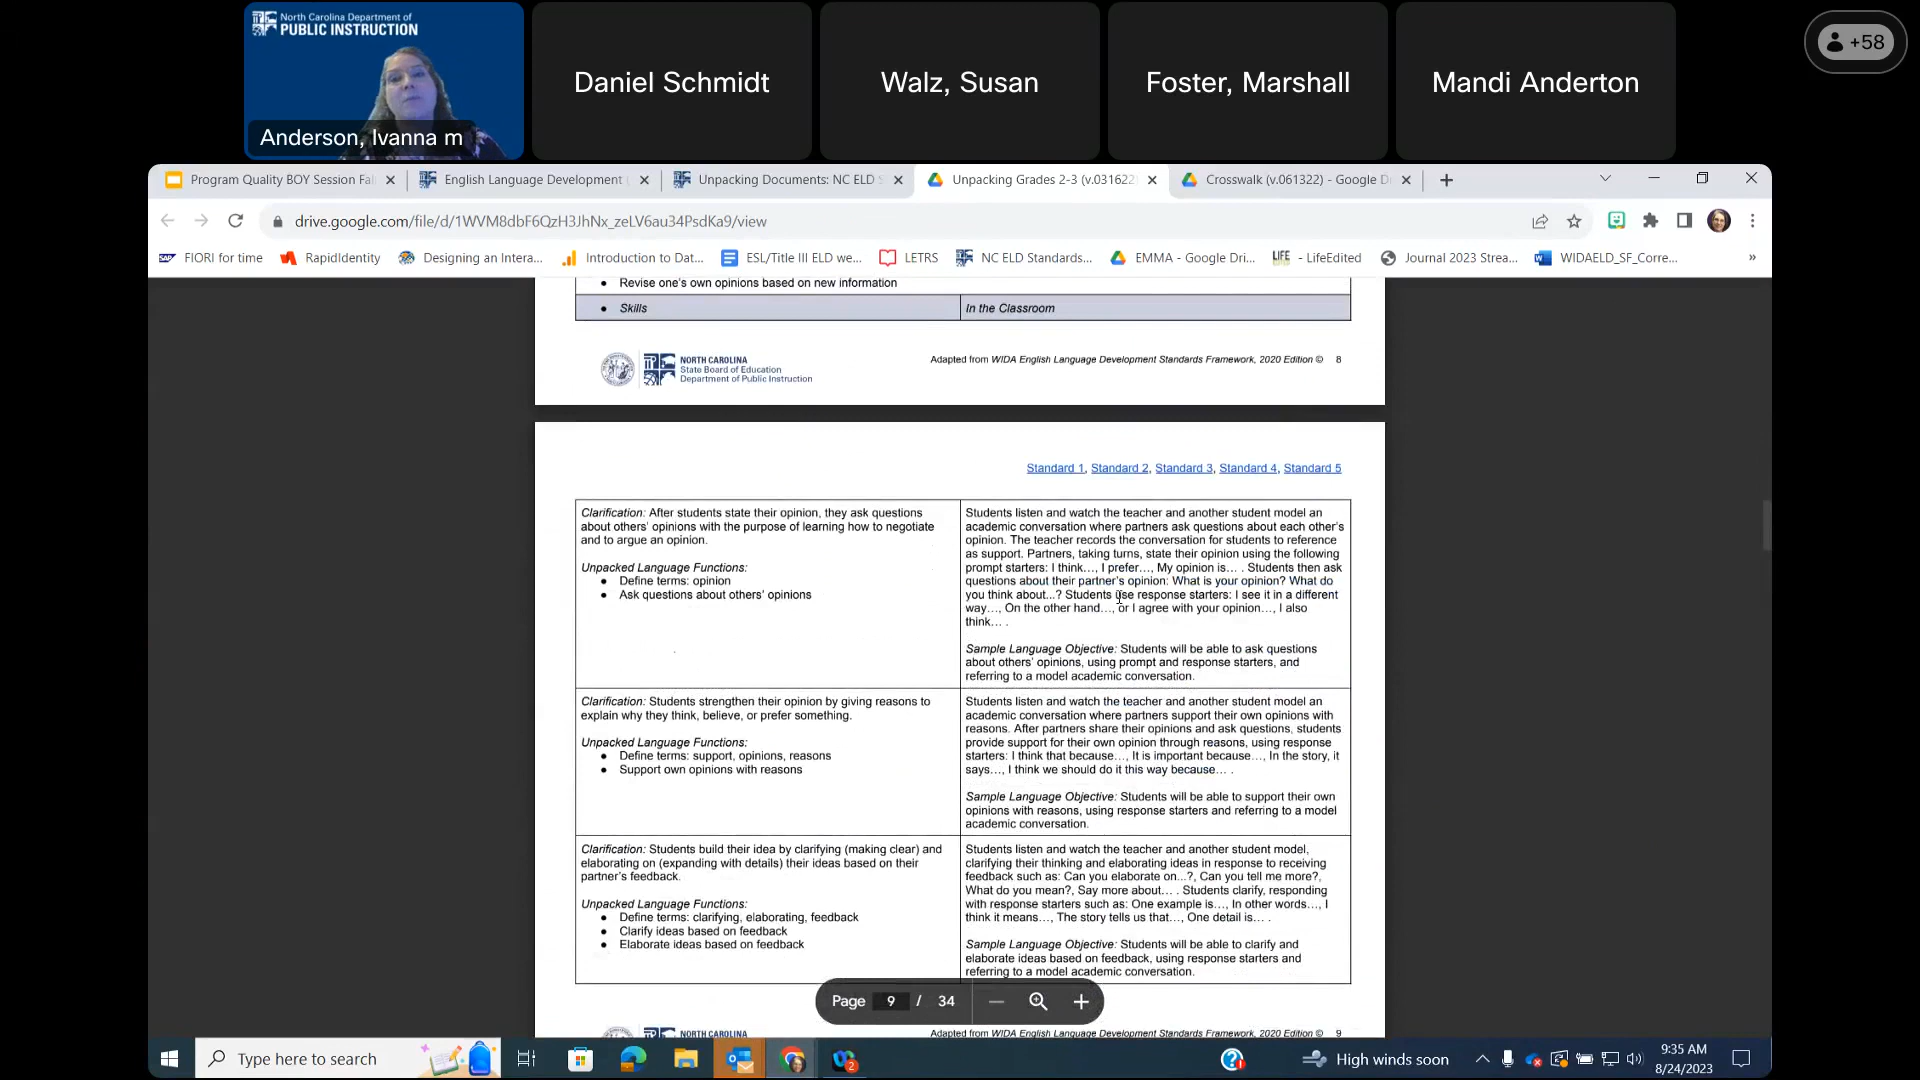 North Carolina Department of
PUBLIC INSTRUCTION
Anderson, Ivanna m
Daniel Schmidt
Walz, Susan
Foster, Marshall
Mandi Anderton
+58
Program Quality BOY Session Fal
English Language Development (
Unpacking Documents: NC ELD S
Unpacking Grades 2-3 (v.031622
Crosswalk (v.061322) - Google D
drive.google.com/file/d/1WVM8dbF6QzH3JhNx_zeLV6au34PsdKa9/view
FIORI for time
RapidIdentity
Designing an Intera...
Introduction to Dat...
ESL/Title III ELD we...
LETRS
NC ELD Standards...
EMMA - Google Dri...
LIFE - LifeEdited
Journal 2023 Strea...
WIDAELD_SF_Corre...
»
• Revise one's own opinions based on new information
• Skills
In the Classroom
NORTH CAROLINA
State Board of Education
Department of Public Instruction
Adapted from WIDA English Language Development Standards Framework, 2020 Edition © 8
Standard 1, Standard 2, Standard 3, Standard 4, Standard 5
Clarification: After students state their opinion, they ask questions
about others' opinions with the purpose of learning how to negotiate
and to argue an opinion.
Unpacked Language Functions:
• Define terms: opinion
• Ask questions about others' opinions
Students listen and watch the teacher and another student model an
academic conversation where partners ask questions about each other's
opinion. The teacher records the conversation for students to reference
as support. Partners, taking turns, state their opinion using the following
prompt starters: I think…, I prefer…, My opinion is… . Students then ask
questions about their partner's opinion: What is your opinion? What do
you think about...? Students use response starters: I see it in a different
way…, On the other hand…, or I agree with your opinion…, I also
think… .
Sample Language Objective: Students will be able to ask questions
about others' opinions, using prompt and response starters, and
referring to a model academic conversation.
Clarification: Students strengthen their opinion by giving reasons to
explain why they think, believe, or prefer something.
Unpacked Language Functions:
• Define terms: support, opinions, reasons
• Support own opinions with reasons
Students listen and watch the teacher and another student model an
academic conversation where partners support their own opinions with
reasons. After partners share their opinions and ask questions, students
provide support for their own opinion through reasons, using response
starters: I think that because…, It is important because…, In the story, it
says…, I think we should do it this way because… .
Sample Language Objective: Students will be able to support their own
opinions with reasons, using response starters and referring to a model
academic conversation.
Clarification: Students build their idea by clarifying (making clear) and
elaborating on (expanding with details) their ideas based on their
partner's feedback.
Unpacked Language Functions:
• Define terms: clarifying, elaborating, feedback
• Clarify ideas based on feedback
• Elaborate ideas based on feedback
Students listen and watch the teacher and another student model,
clarifying their thinking and elaborating ideas in response to receiving
feedback such as: Can you elaborate on...?, Can you tell me more?,
What do you mean?, Say more about… . Students clarify, responding
with response starters such as: One example is…, In other words…, I
think it means…, The story tells us that…, One detail is… .
Sample Language Objective: Students will be able to clarify and
elaborate ideas based on feedback, using response starters and
referring to a model academic conversation.
Page 9 / 34
NORTH CAROLINA
Adapted from WIDA English Language Development Standards Framework, 2020 Edition © 9
Type here to search
2
High winds soon
9:35 AM
8/24/2023